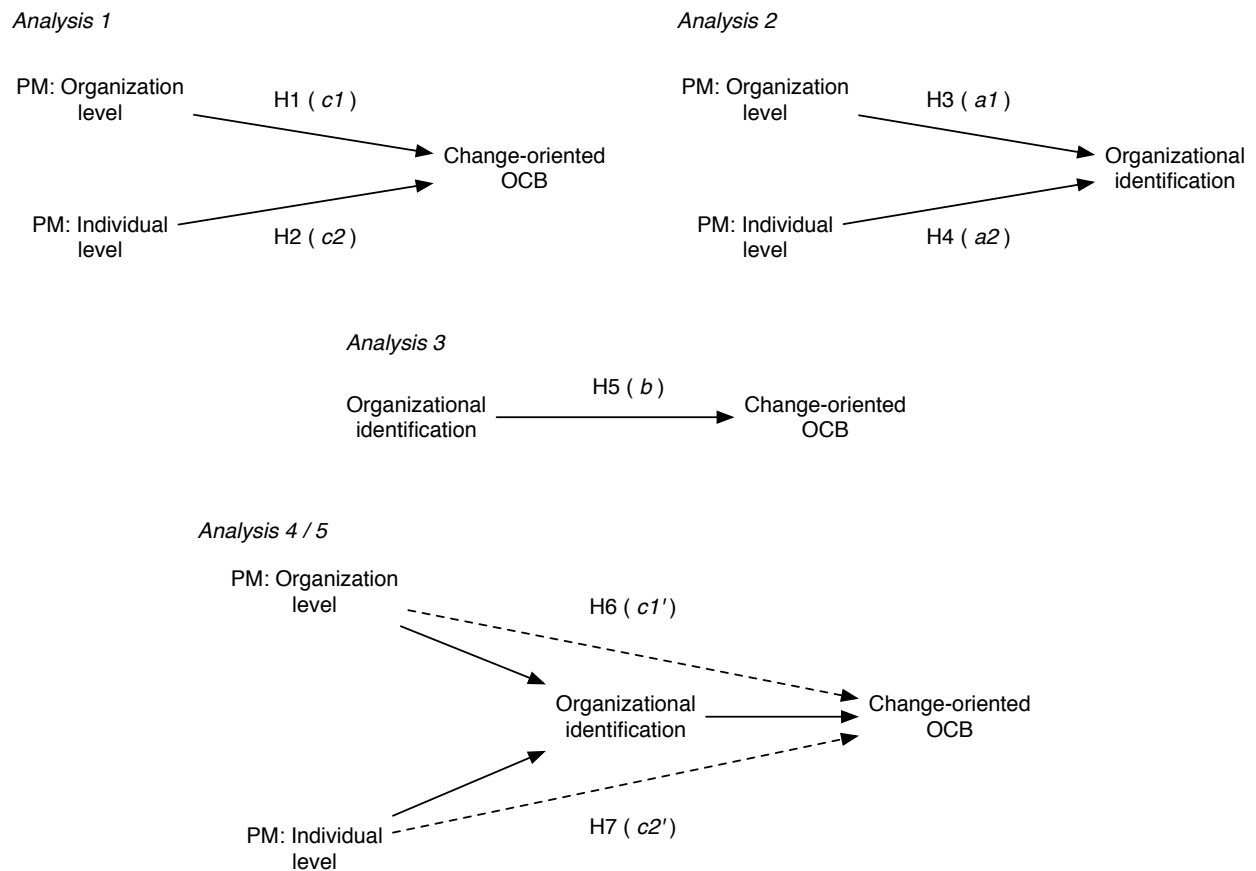 Analysis 1
PM: Organization
level
H1 ( c1 )
Change-oriented
OCB
PM: Individual
level
H2 ( c2 )
Analysis 2
PM: Organization
level
H3 ( a1 )
Organizational
identification
PM: Individual
level
H4 ( a2 )
Analysis 3
Organizational
identification
H5 ( b )
Change-oriented
OCB
Analysis 4 / 5
PM: Organization
level
H6 ( c1' )
Organizational
identification
Change-oriented
OCB
PM: Individual
level
H7 ( c2' )